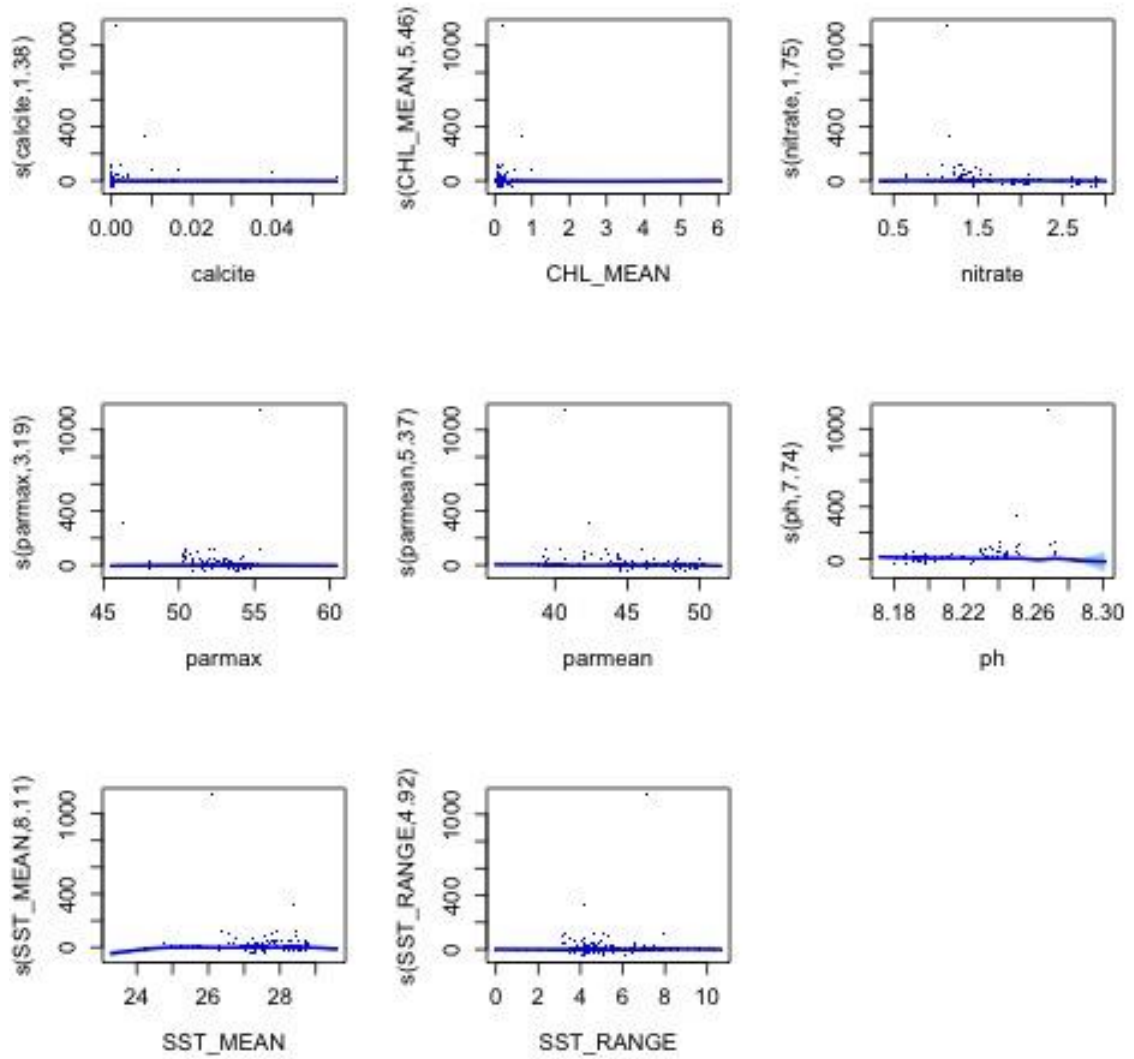 s(calcite,1.38)
1000
400
0
0.00 0.02 0.04
calcite
s(CHL_MEAN,5.46)
1000
400
0
0 1 2 3 4 5 6
CHL_MEAN
s(nitrate,1.75)
1000
400
0
0.5 1.5 2.5
nitrate
s(parmax,3.19)
1000
400
0
45 50 55 60
parmax
s(parmean,5.37)
1000
400
0
40 45 50
parmean
s(ph,7.74)
1000
400
0
8.18 8.22 8.26 8.30
ph
s(SST_MEAN,8.11)
1000
400
0
24 26 28
SST_MEAN
s(SST_RANGE,4.92)
1000
400
0
0 2 4 6 8 10
SST_RANGE